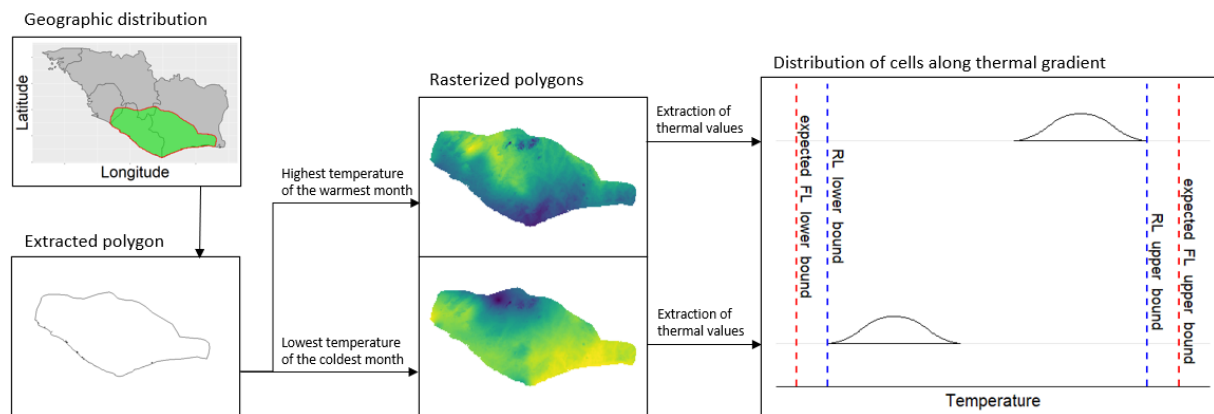 Geographic distribution
Latitude
Longitude
Extracted polygon
Highest temperature
of the warmest month
Lowest temperature
of the coldest month
Rasterized polygons
Extraction of
thermal values
Extraction of
thermal values
Distribution of cells along thermal gradient
expected FL lower bound
RL lower bound
RL upper bound
expected FL upper bound
Temperature